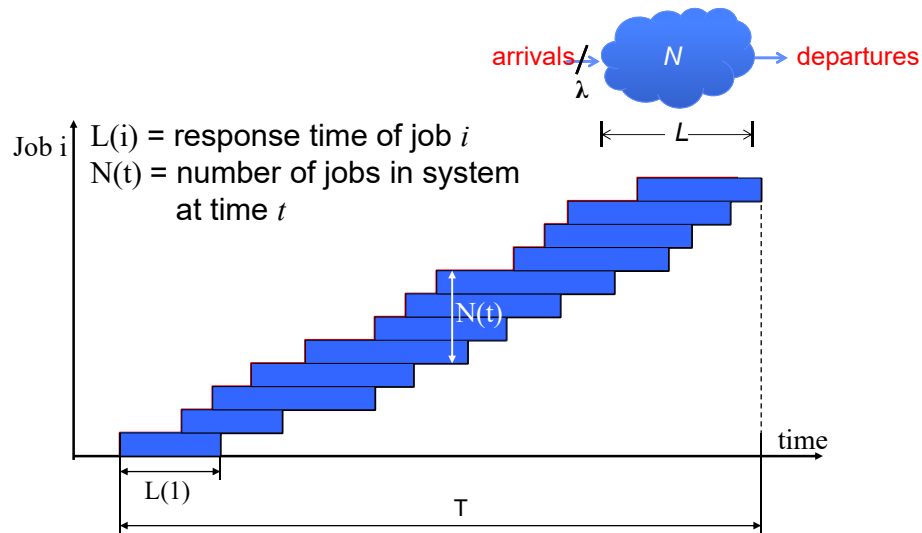 arrivals
N
departures
λ
L
Job i
L(i) = response time of job i
N(t) = number of jobs in system
at time t
N(t)
time
L(1)
T